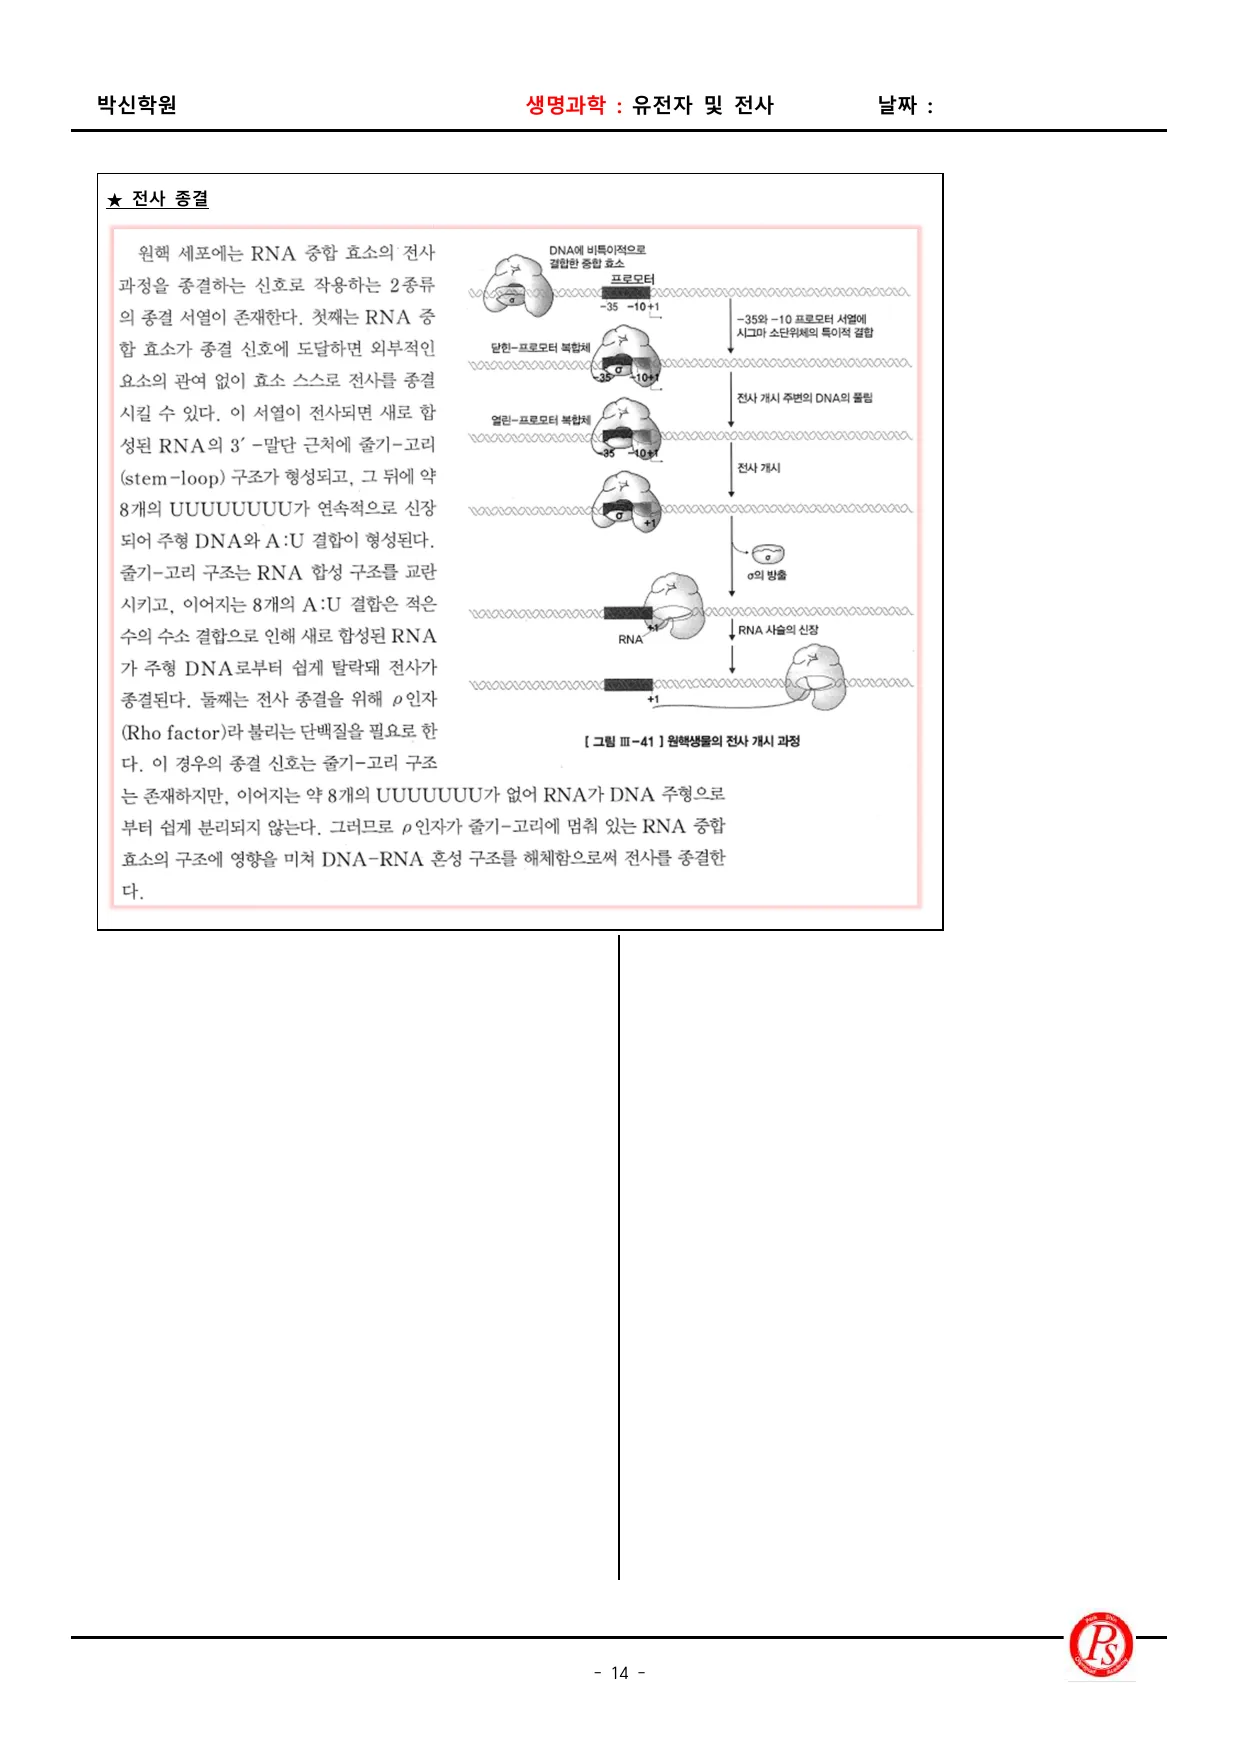 박신학원
생명과학 : 유전자 및 전사
날짜 :
★ 전사 종결
원핵 세포에는 RNA 중합 효소의 전사
과정을 종결하는 신호로 작용하는 2종류
의 종결 서열이 존재한다. 첫째는 RNA 중
합 효소가 종결 신호에 도달하면 외부적인
요소의 관여 없이 효소 스스로 전사를 종결
시킬 수 있다. 이 서열이 전사되면 새로 합
성된 RNA의 3′-말단 근처에 줄기-고리
(stem-loop) 구조가 형성되고, 그 뒤에 약
8개의 UUUUUUUU가 연속적으로 신장
되어 주형 DNA와 A:U 결합이 형성된다.
줄기-고리 구조는 RNA 합성 구조를 교란
시키고, 이어지는 8개의 A:U 결합은 적은
수의 수소 결합으로 인해 새로 합성된 RNA
가 주형 DNA로부터 쉽게 탈락돼 전사가
종결된다. 둘째는 전사 종결을 위해 ρ인자
(Rho factor)라 불리는 단백질을 필요로 한
다. 이 경우의 종결 신호는 줄기-고리 구조
는 존재하지만, 이어지는 약 8개의 UUUUUUU가 없어 RNA가 DNA 주형으로
부터 쉽게 분리되지 않는다. 그러므로 ρ인자가 줄기-고리에 멈춰 있는 RNA 중합
효소의 구조에 영향을 미쳐 DNA-RNA 혼성 구조를 해체함으로써 전사를 종결한
다.
DNA에 비특이적으로
결합한 중합 효소
프로모터
σ
-35 -10 +1
-35와 -10 프로모터 서열에
시그마 소단위체의 특이적 결합
닫힌-프로모터 복합체
σ
-35 -10 +1
전사 개시 주변의 DNA의 풀림
열린-프로모터 복합체
-35 -10 +1
전사 개시
σ
+1
σ
σ의 방출
+1
RNA
RNA 사슬의 신장
+1
[ 그림 Ⅲ-41 ] 원핵생물의 전사 개시 과정
Park Shin
Ps
- 14 -